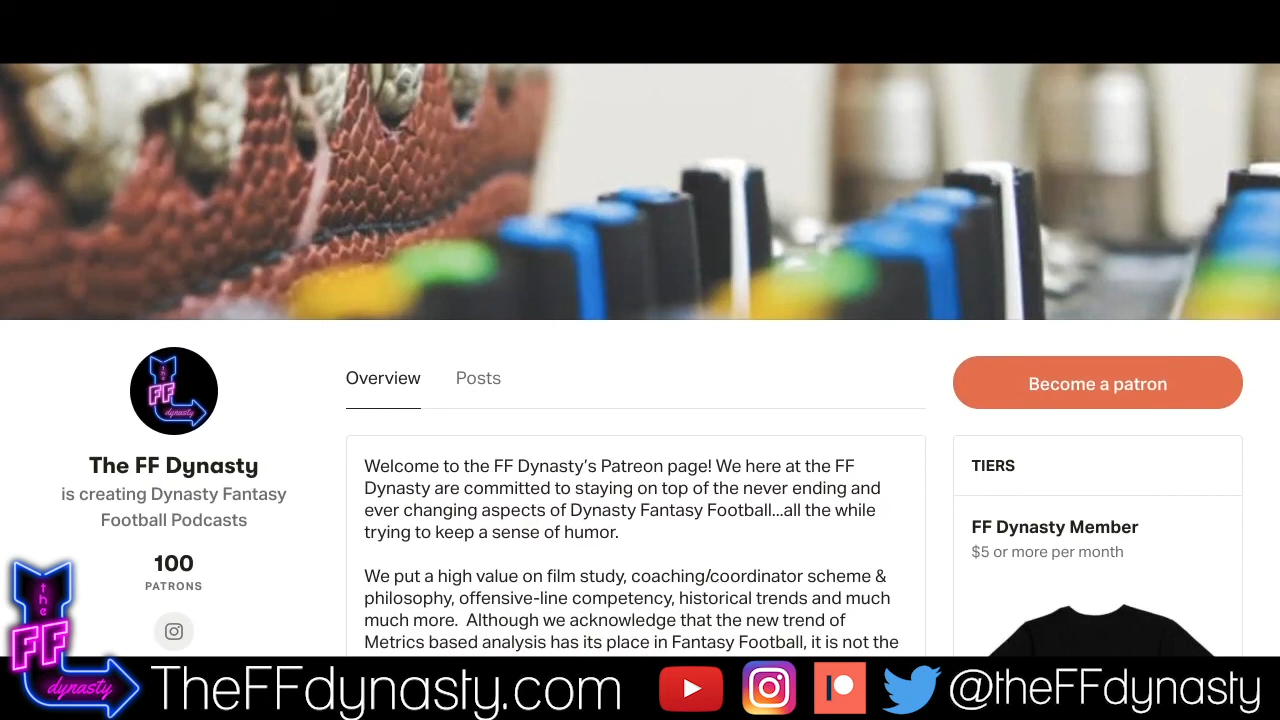 Overview
Posts
Become a patron
the
FF
dynasty
The FF Dynasty
is creating Dynasty Fantasy
Football Podcasts
100
PATRONS
Welcome to the FF Dynasty’s Patreon page! We here at the FF
Dynasty are committed to staying on top of the never ending and
ever changing aspects of Dynasty Fantasy Football...all the while
trying to keep a sense of humor.
We put a high value on film study, coaching/coordinator scheme &
philosophy, offensive-line competency, historical trends and much
much more.  Although we acknowledge that the new trend of
Metrics based analysis has its place in Fantasy Football, it is not the
TIERS
FF Dynasty Member
$5 or more per month
the
FF
dynasty
TheFFdynasty.com
@theFFdynasty